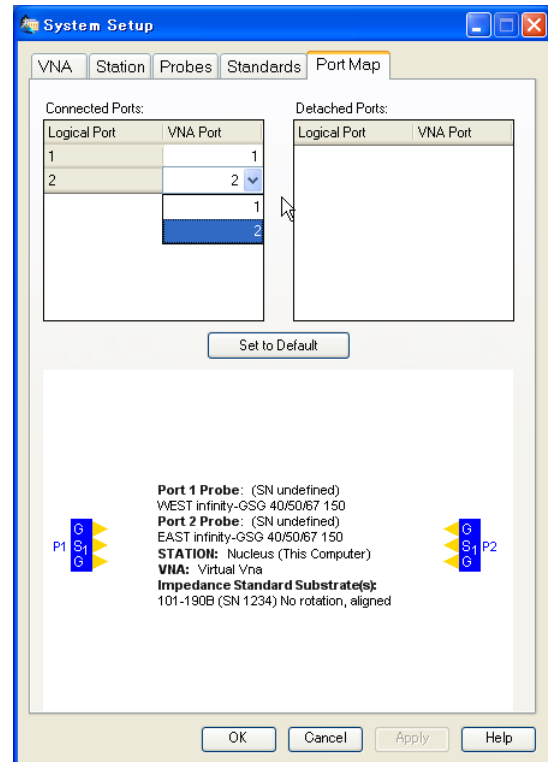 System Setup
VNA Station Probes Standards Port Map
Connected Ports: Detached Ports:
Logical Port VNA Port Logical Port VNA Port
1 1
2 2
1
2
Set to Default
Port 1 Probe: (SN undefined)
WEST infinity-GSG 40/50/67 150
Port 2 Probe: (SN undefined)
EAST infinity-GSG 40/50/67 150
STATION: Nucleus (This Computer)
VNA: Virtual Vna
Impedance Standard Substrate(s):
101-190B (SN 1234) No rotation, aligned
G G
P1 S1 S1 P2
G G
OK Cancel Apply Help